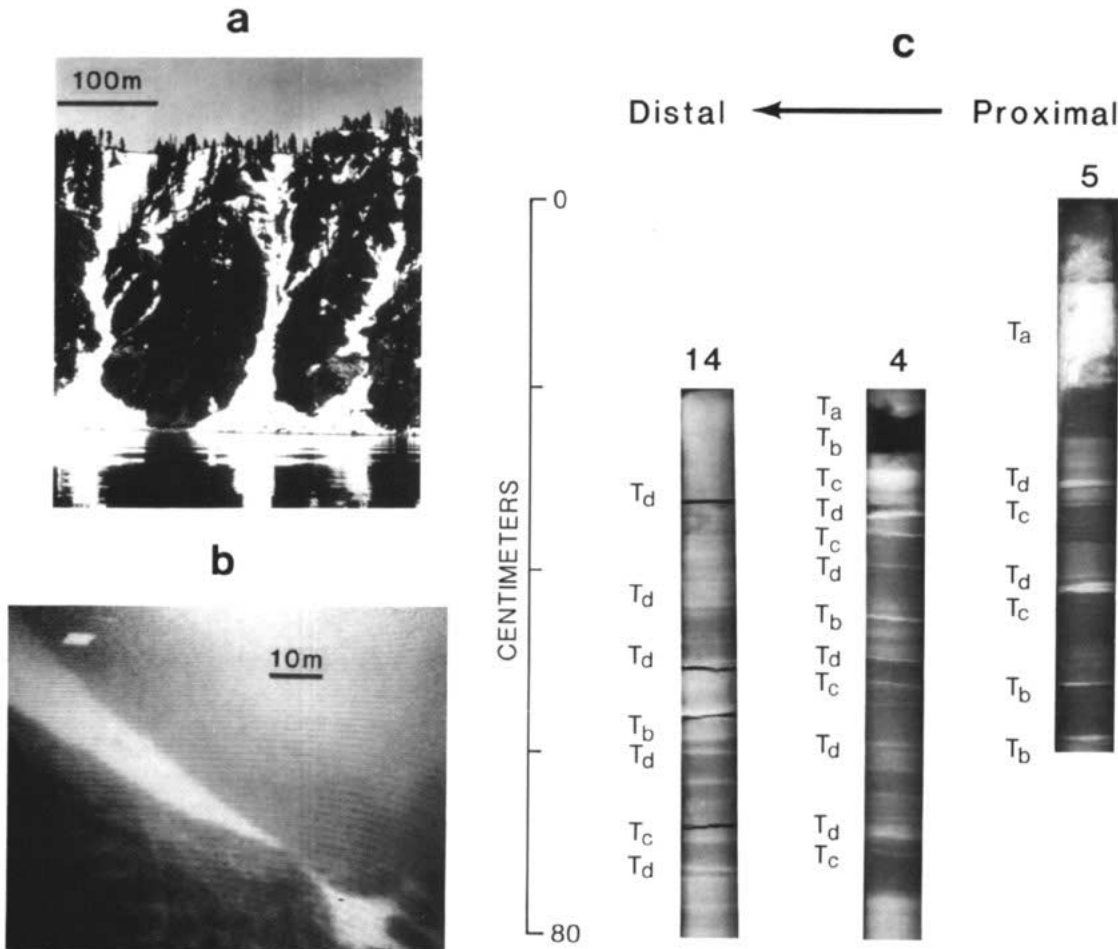 a
100m
b
10m
c
Distal
Proximal
CENTIMETERS
0
80
14
Td
Td
Td
Tb
Td
Tc
Td
4
Ta
Tb
Tc
Td
Tc
Td
Tb
Td
Tc
Td
Td
Tc
5
Ta
Td
Tc
Td
Tc
Tb
Tb